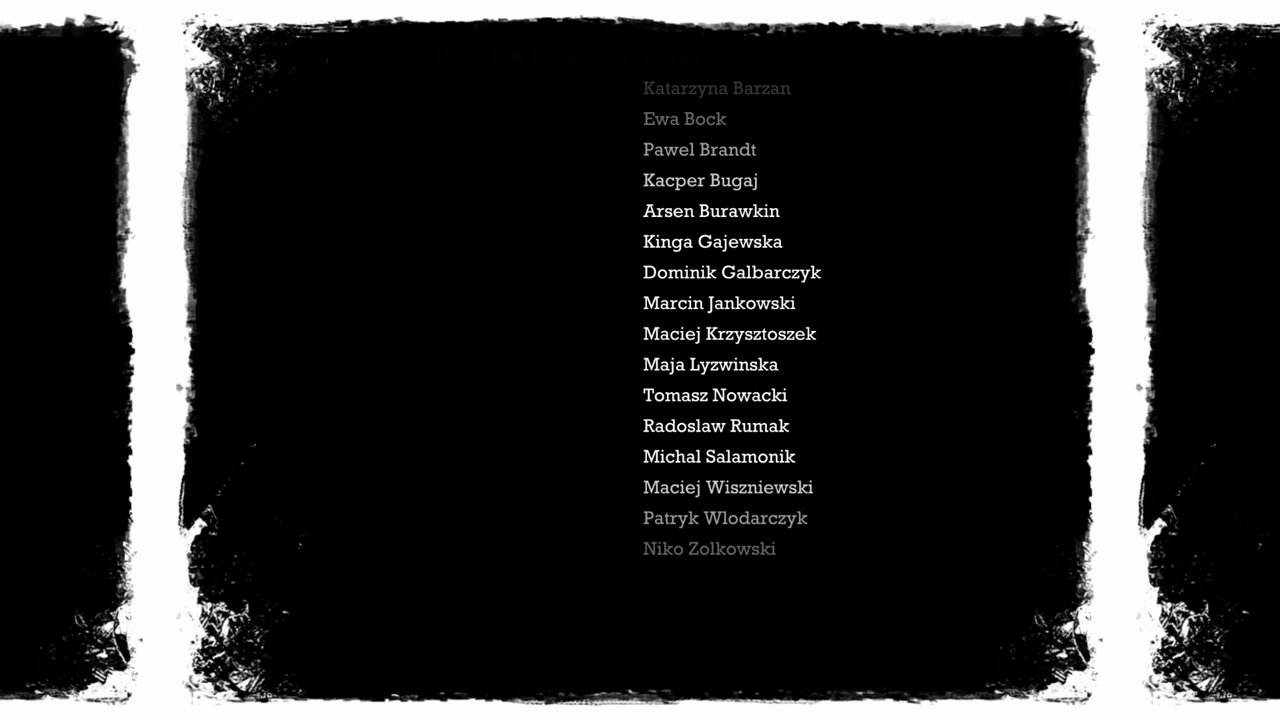 Katarzyna Barzan
Ewa Bock
Pawel Brandt
Kacper Bugaj
Arsen Burawkin
Kinga Gajewska
Dominik Galbarczyk
Marcin Jankowski
Maciej Krzysztoszek
Maja Lyzwinska
Tomasz Nowacki
Radoslaw Rumak
Michal Salamonik
Maciej Wiszniewski
Patryk Wlodarczyk
Niko Zolkowski